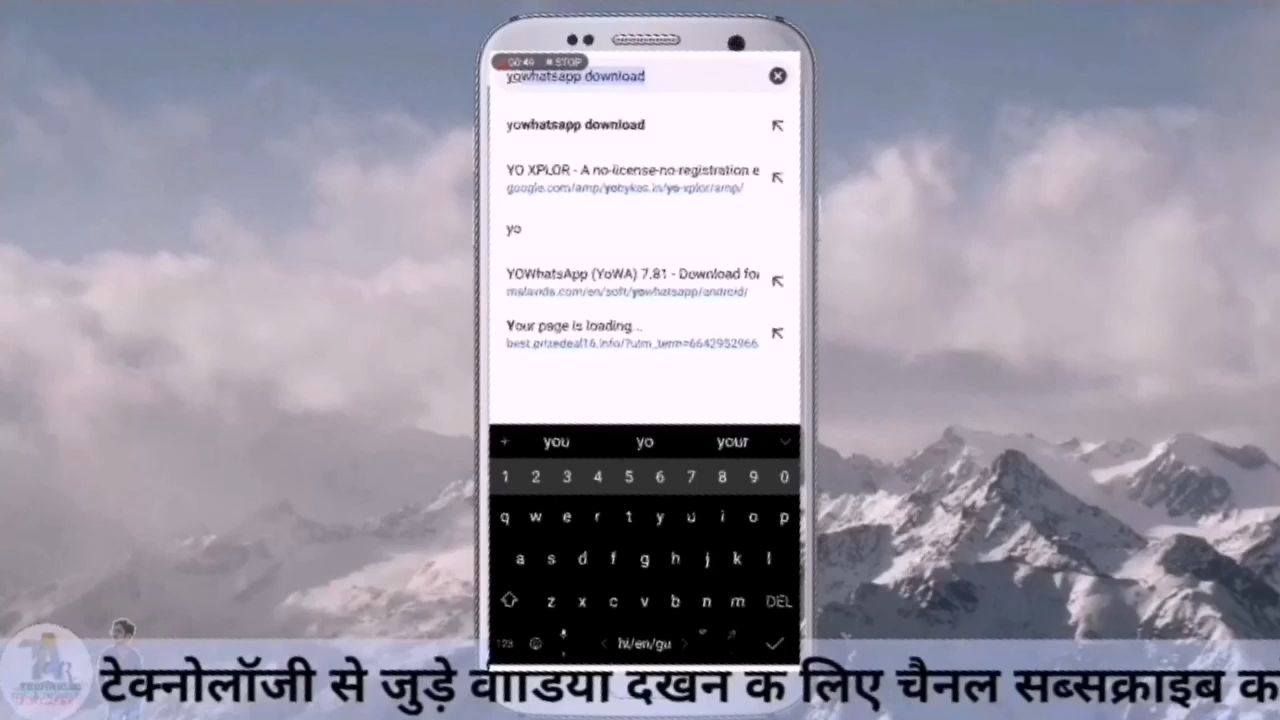 00:49 STOP
yowhatsapp download
yowhatsapp download
YO XPLOR - A no-license-no-registration e
google.com/amp/yobykes.in/yo-xplor/amp/
yo
YOWhatsApp (YoWA) 7.81 - Download for
malavida.com/en/soft/yowhatsapp/android/
Your page is loading...
best.prizedeal16.info/?utm_term=6642952966
+ you yo your
1 2 3 4 5 6 7 8 9 0
q w e r t y u i o p
a s d f g h j k l
z x c v b n m DEL
123 hi/en/gu
टेक्नोलॉजी से जुड़े वीडियो देखने के लिए चैनल सब्सक्राइब क